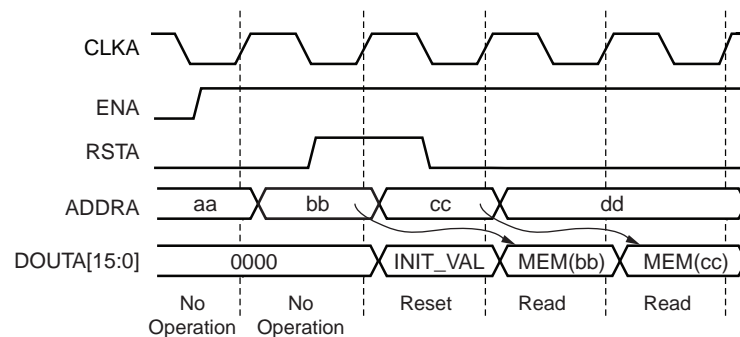 CLKA
ENA
RSTA
ADDRA aa bb cc dd
DOUTA[15:0] 0000 INIT_VAL MEM(bb) MEM(cc)
No No Reset Read Read
Operation Operation